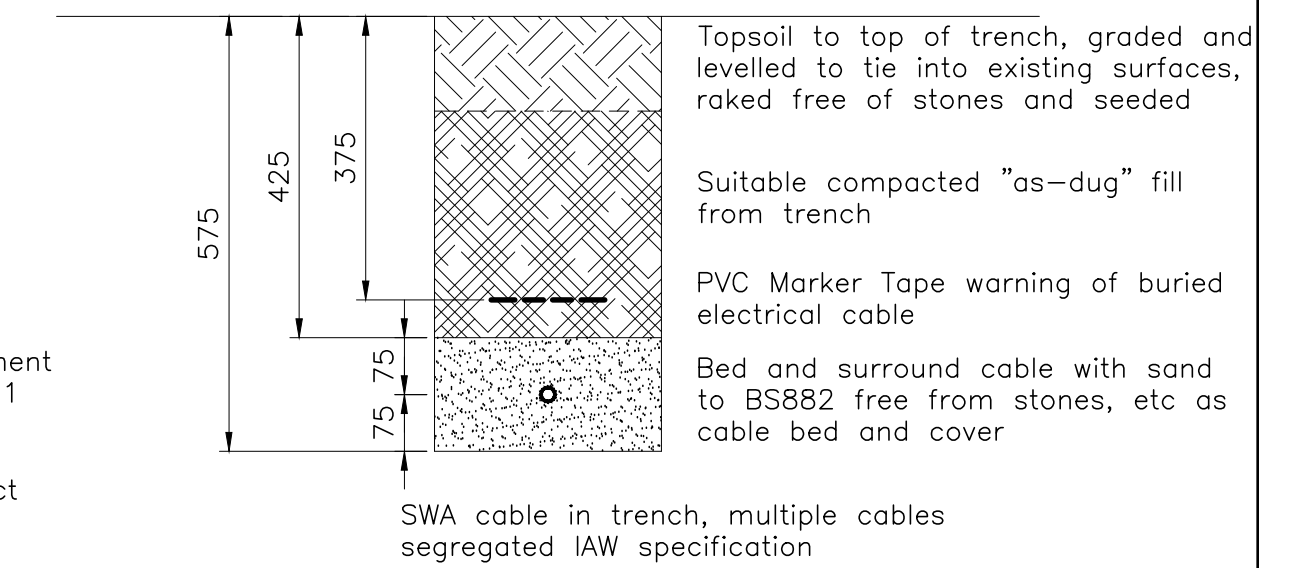 Topsoil to top of trench, graded and
levelled to tie into existing surfaces,
raked free of stones and seeded
375
425
575
Suitable compacted "as-dug" fill
from trench
PVC Marker Tape warning of buried
electrical cable
75
75
Bed and surround cable with sand
to BS882 free from stones, etc as
cable bed and cover
1
SWA cable in trench, multiple cables
segregated IAW specification